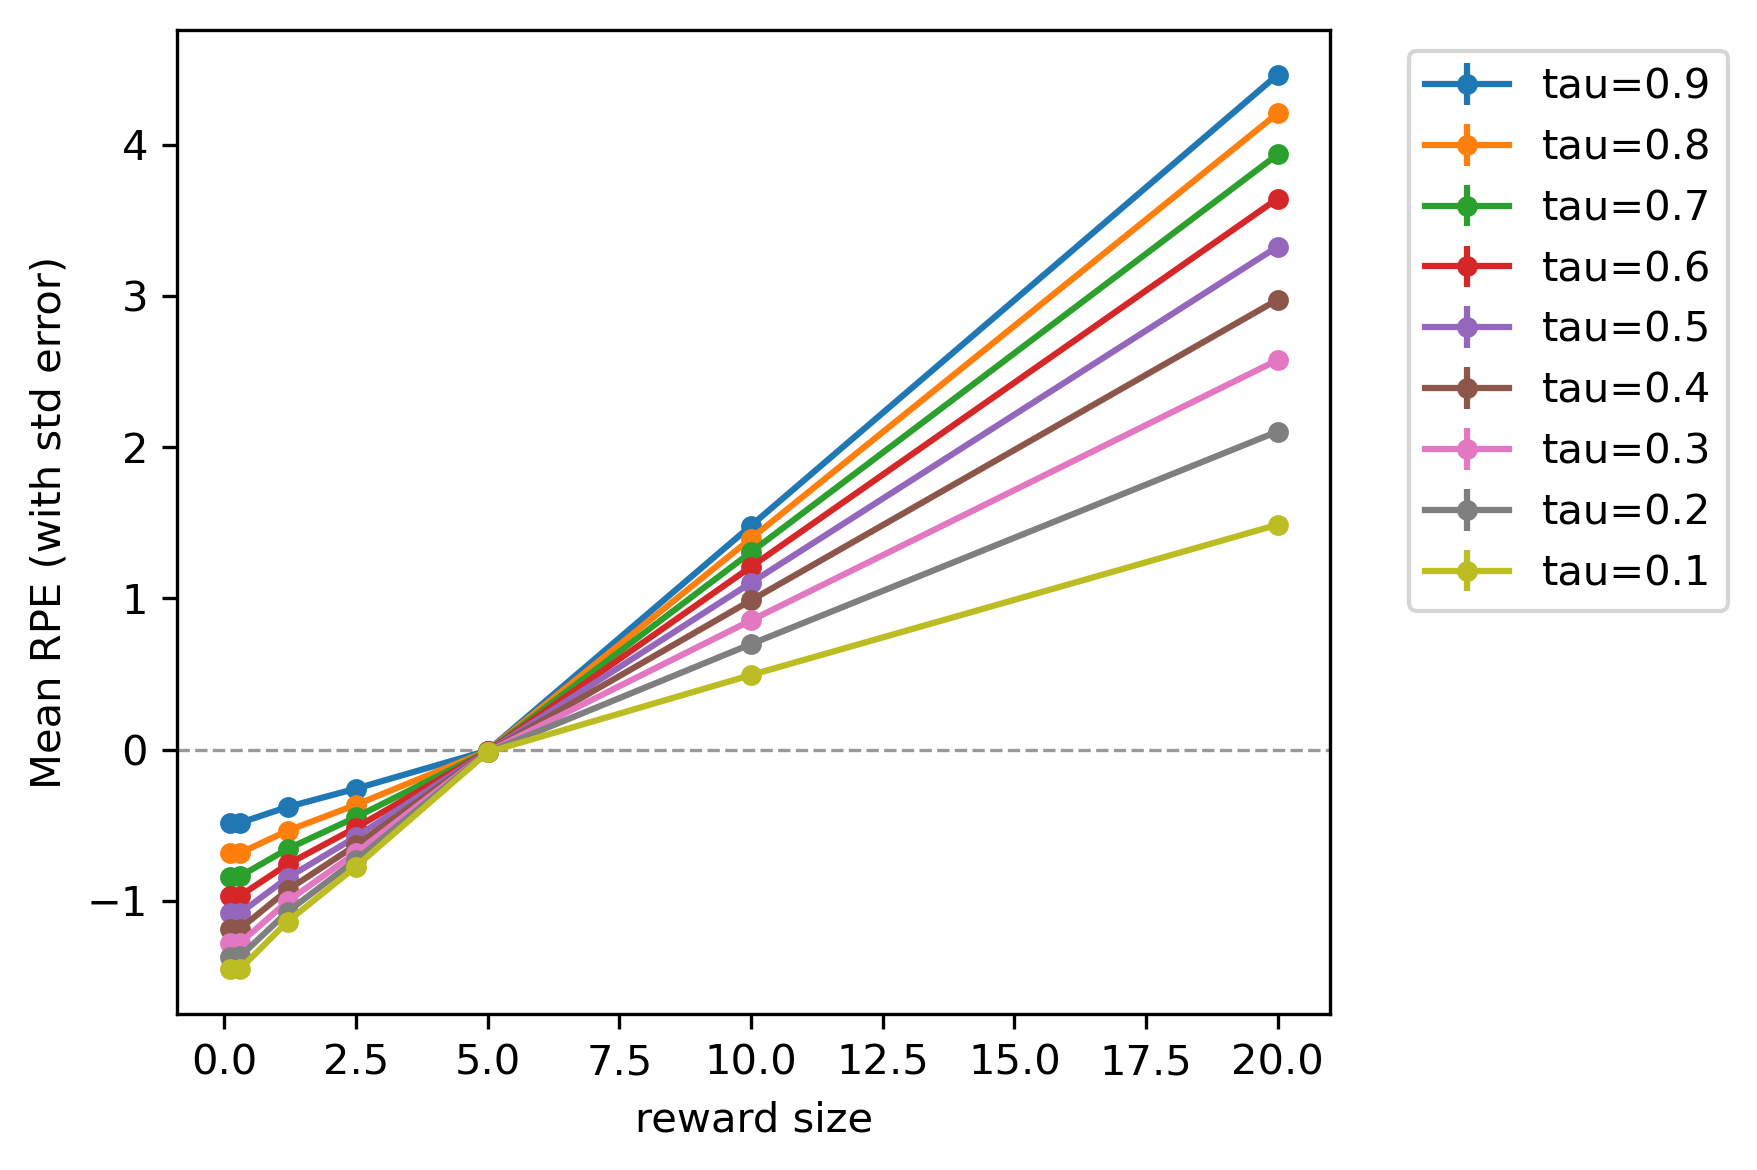 4
3
2
1
0
−1
Mean RPE (with std error)
0.0 2.5 5.0 7.5 10.0 12.5 15.0 17.5 20.0
reward size
tau=0.9
tau=0.8
tau=0.7
tau=0.6
tau=0.5
tau=0.4
tau=0.3
tau=0.2
tau=0.1